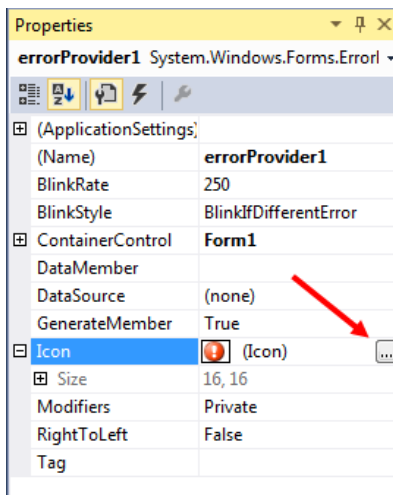 Properties
errorProvider1 System.Windows.Forms.Errorl
(ApplicationSettings)
(Name) errorProvider1
BlinkRate 250
BlinkStyle BlinkIfDifferentError
ContainerControl Form1
DataMember
DataSource (none)
GenerateMember True
Icon (Icon) ...
Size 16, 16
Modifiers Private
RightToLeft False
Tag